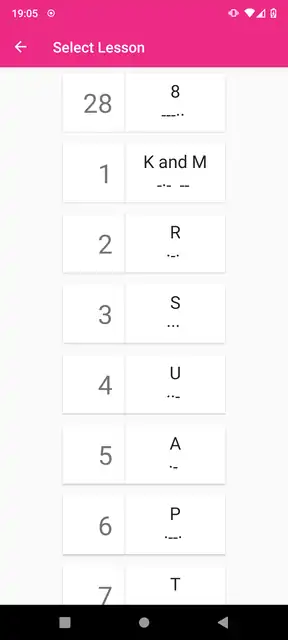 19:05
Select Lesson
28
8
---··
1
K and M
-·- --
2
R
·-·
3
S
···
4
U
··-
5
A
·-
6
P
·--·
7
T